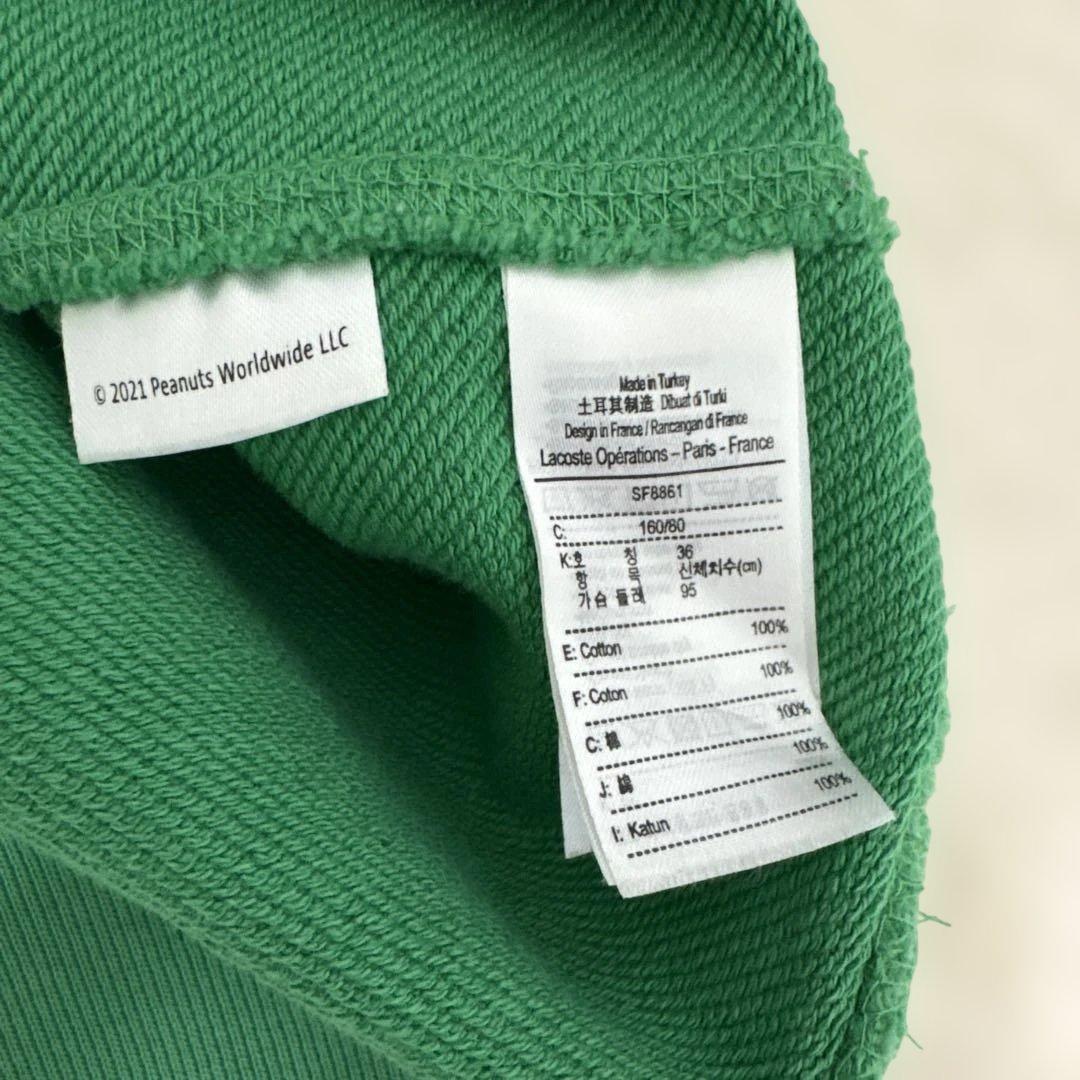 © 2021 Peanuts Worldwide LLC
Made in Turkey
土耳其制造 Dibuat di Turki
Design in France / Rancangan di France
Lacoste Opérations – Paris - France
SF8861
C: 160/80
K:호 칭 36
항 목 신체치수(cm)
가슴 둘레 95
E: Cotton 100%
F: Coton 100%
C: 棉 100%
J: 綿 100%
I: Katun 100%